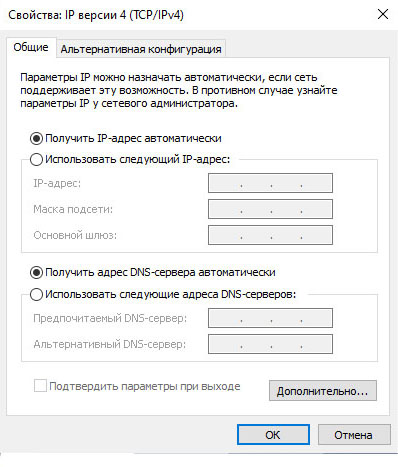 Свойства: IP версии 4 (TCP/IPv4)
Общие
Альтернативная конфигурация
Параметры IP можно назначать автоматически, если сеть
поддерживает эту возможность. В противном случае узнайте
параметры IP у сетевого администратора.
Получить IP-адрес автоматически
Использовать следующий IP-адрес:
IP-адрес:
Маска подсети:
Основной шлюз:
Получить адрес DNS-сервера автоматически
Использовать следующие адреса DNS-серверов:
Предпочитаемый DNS-сервер:
Альтернативный DNS-сервер:
Подтвердить параметры при выходе
Дополнительно...
ОК
Отмена